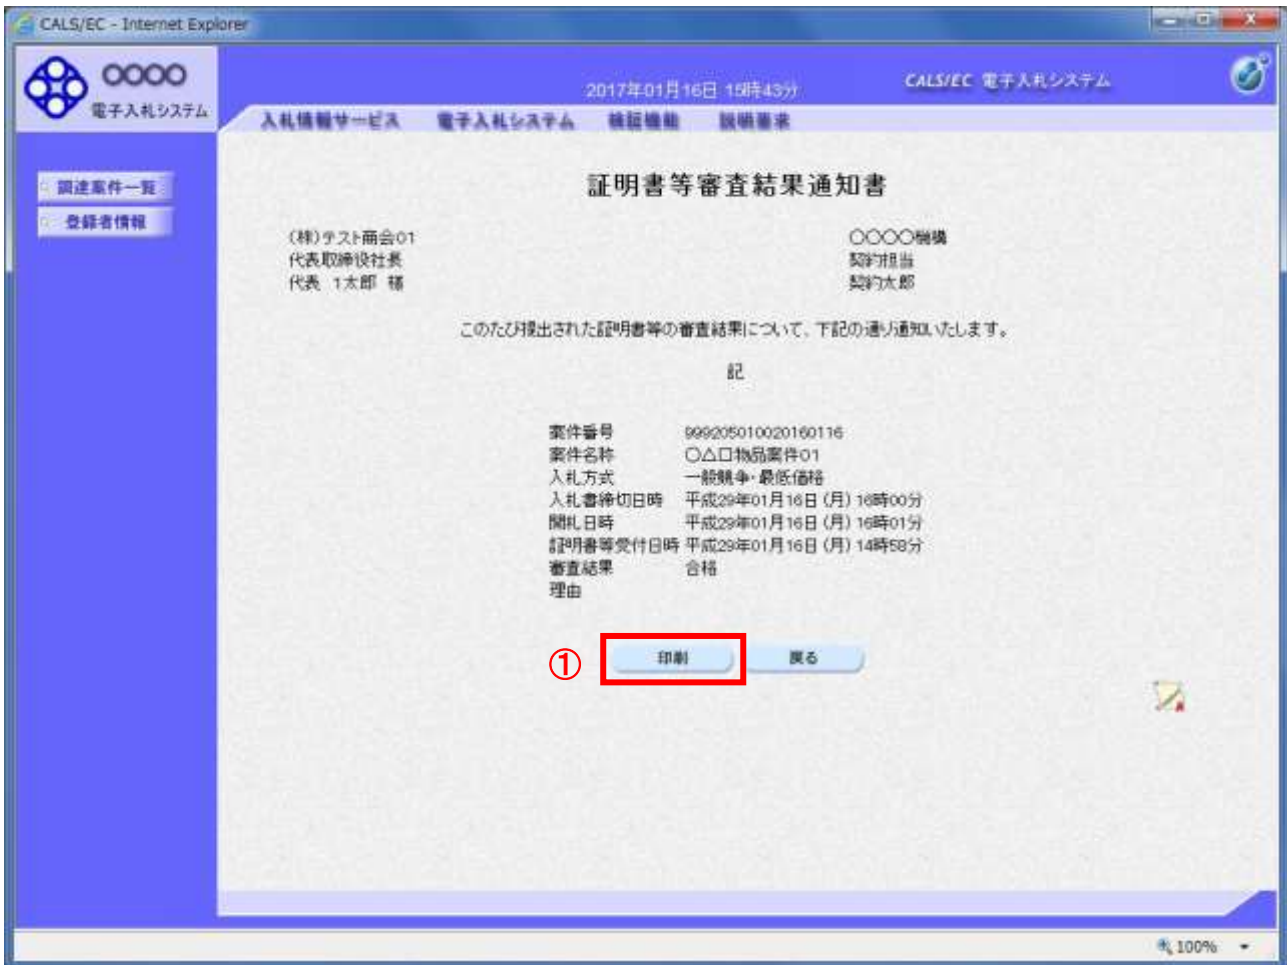 CALS/EC - Internet Explorer
〇〇〇〇
電子入札システム
2017年01月16日 15時43分
CALS/EC 電子入札システム
入札情報サービス 電子入札システム 検証機能 説明要求
調達案件一覧
登録者情報
証明書等審査結果通知書
(株)テスト商会01
代表取締役社長
代表 1太郎 様
〇〇〇〇機構
契約担当
契約太郎
このたび提出された証明書等の審査結果について、下記の通り通知いたします。
記
案件番号 999205010020160116
案件名称 〇△口物品案件01
入札方式 一般競争・最低価格
入札書締切日時 平成29年01月16日 (月) 16時00分
開札日時 平成29年01月16日 (月) 16時01分
証明書等受付日時 平成29年01月16日 (月) 14時58分
審査結果 合格
理由
① 印刷 戻る
100%